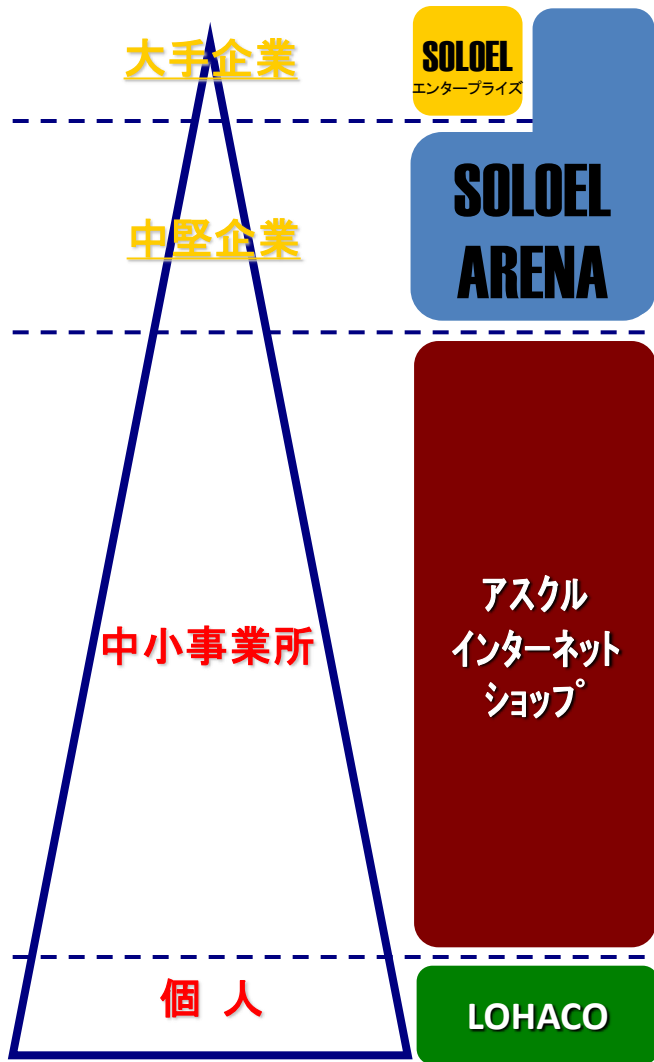 大手企業
SOLOEL
エンタープライズ
中堅企業
SOLOEL
ARENA
中小事業所
アスクル
インターネット
ショップ
個 人
LOHACO